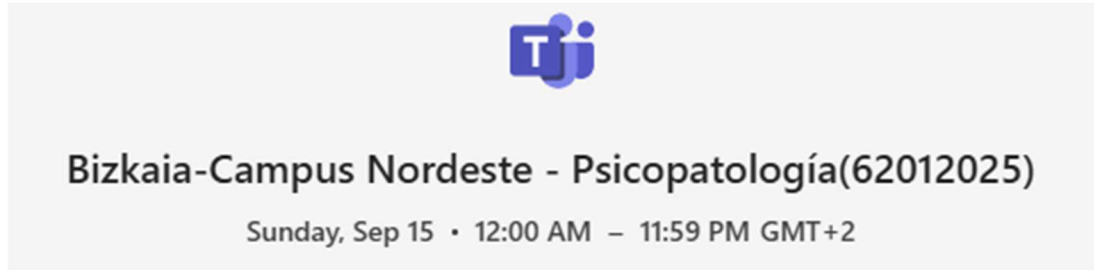 T
Bizkaia-Campus Nordeste - Psicopatología(62012025)
Sunday, Sep 15 • 12:00 AM – 11:59 PM GMT+2